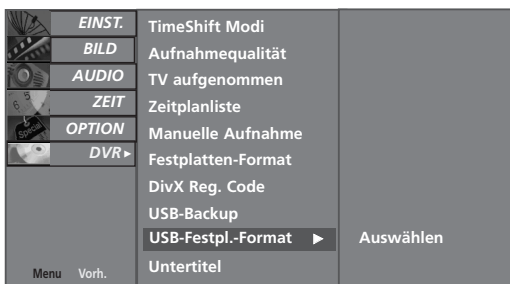 EINST.
BILD
AUDIO
ZEIT
OPTION
DVR
Menu Vorh.
TimeShift Modi
Aufnahmequalität
TV aufgenommen
Zeitplanliste
Manuelle Aufnahme
Festplatten-Format
DivX Reg. Code
USB-Backup
USB-Festpl.-Format
Untertitel
Auswählen